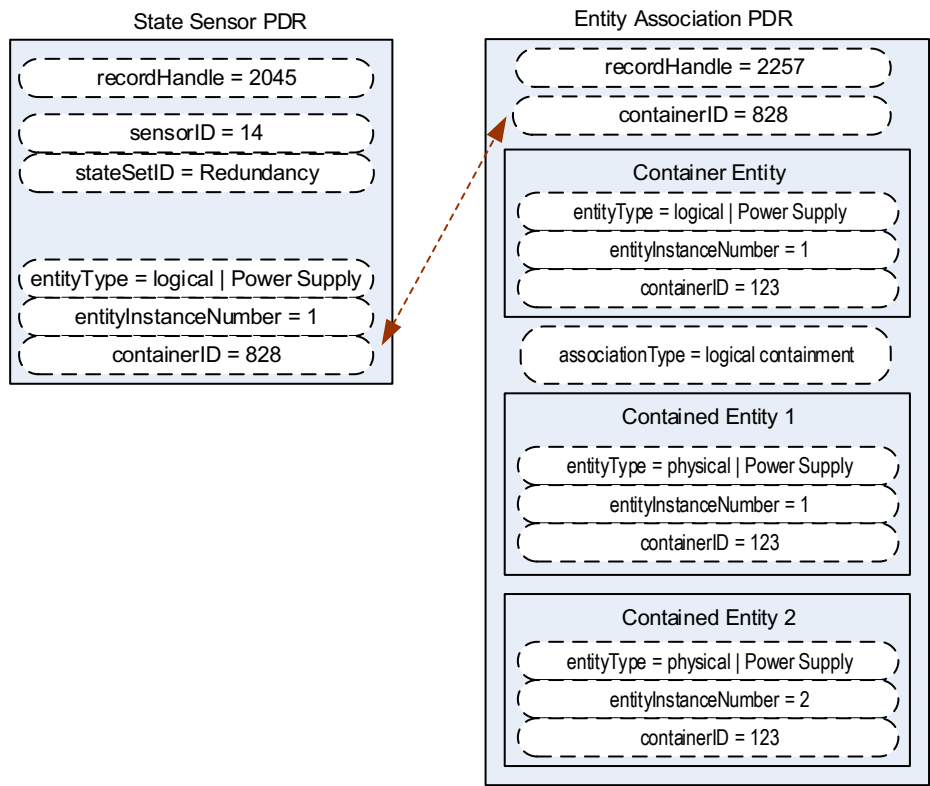 State Sensor PDR
recordHandle = 2045
sensorID = 14
stateSetID = Redundancy
entityType = logical | Power Supply
entityInstanceNumber = 1
containerID = 828
Entity Association PDR
recordHandle = 2257
containerID = 828
Container Entity
entityType = logical | Power Supply
entityInstanceNumber = 1
containerID = 123
associationType = logical containment
Contained Entity 1
entityType = physical | Power Supply
entityInstanceNumber = 1
containerID = 123
Contained Entity 2
entityType = physical | Power Supply
entityInstanceNumber = 2
containerID = 123